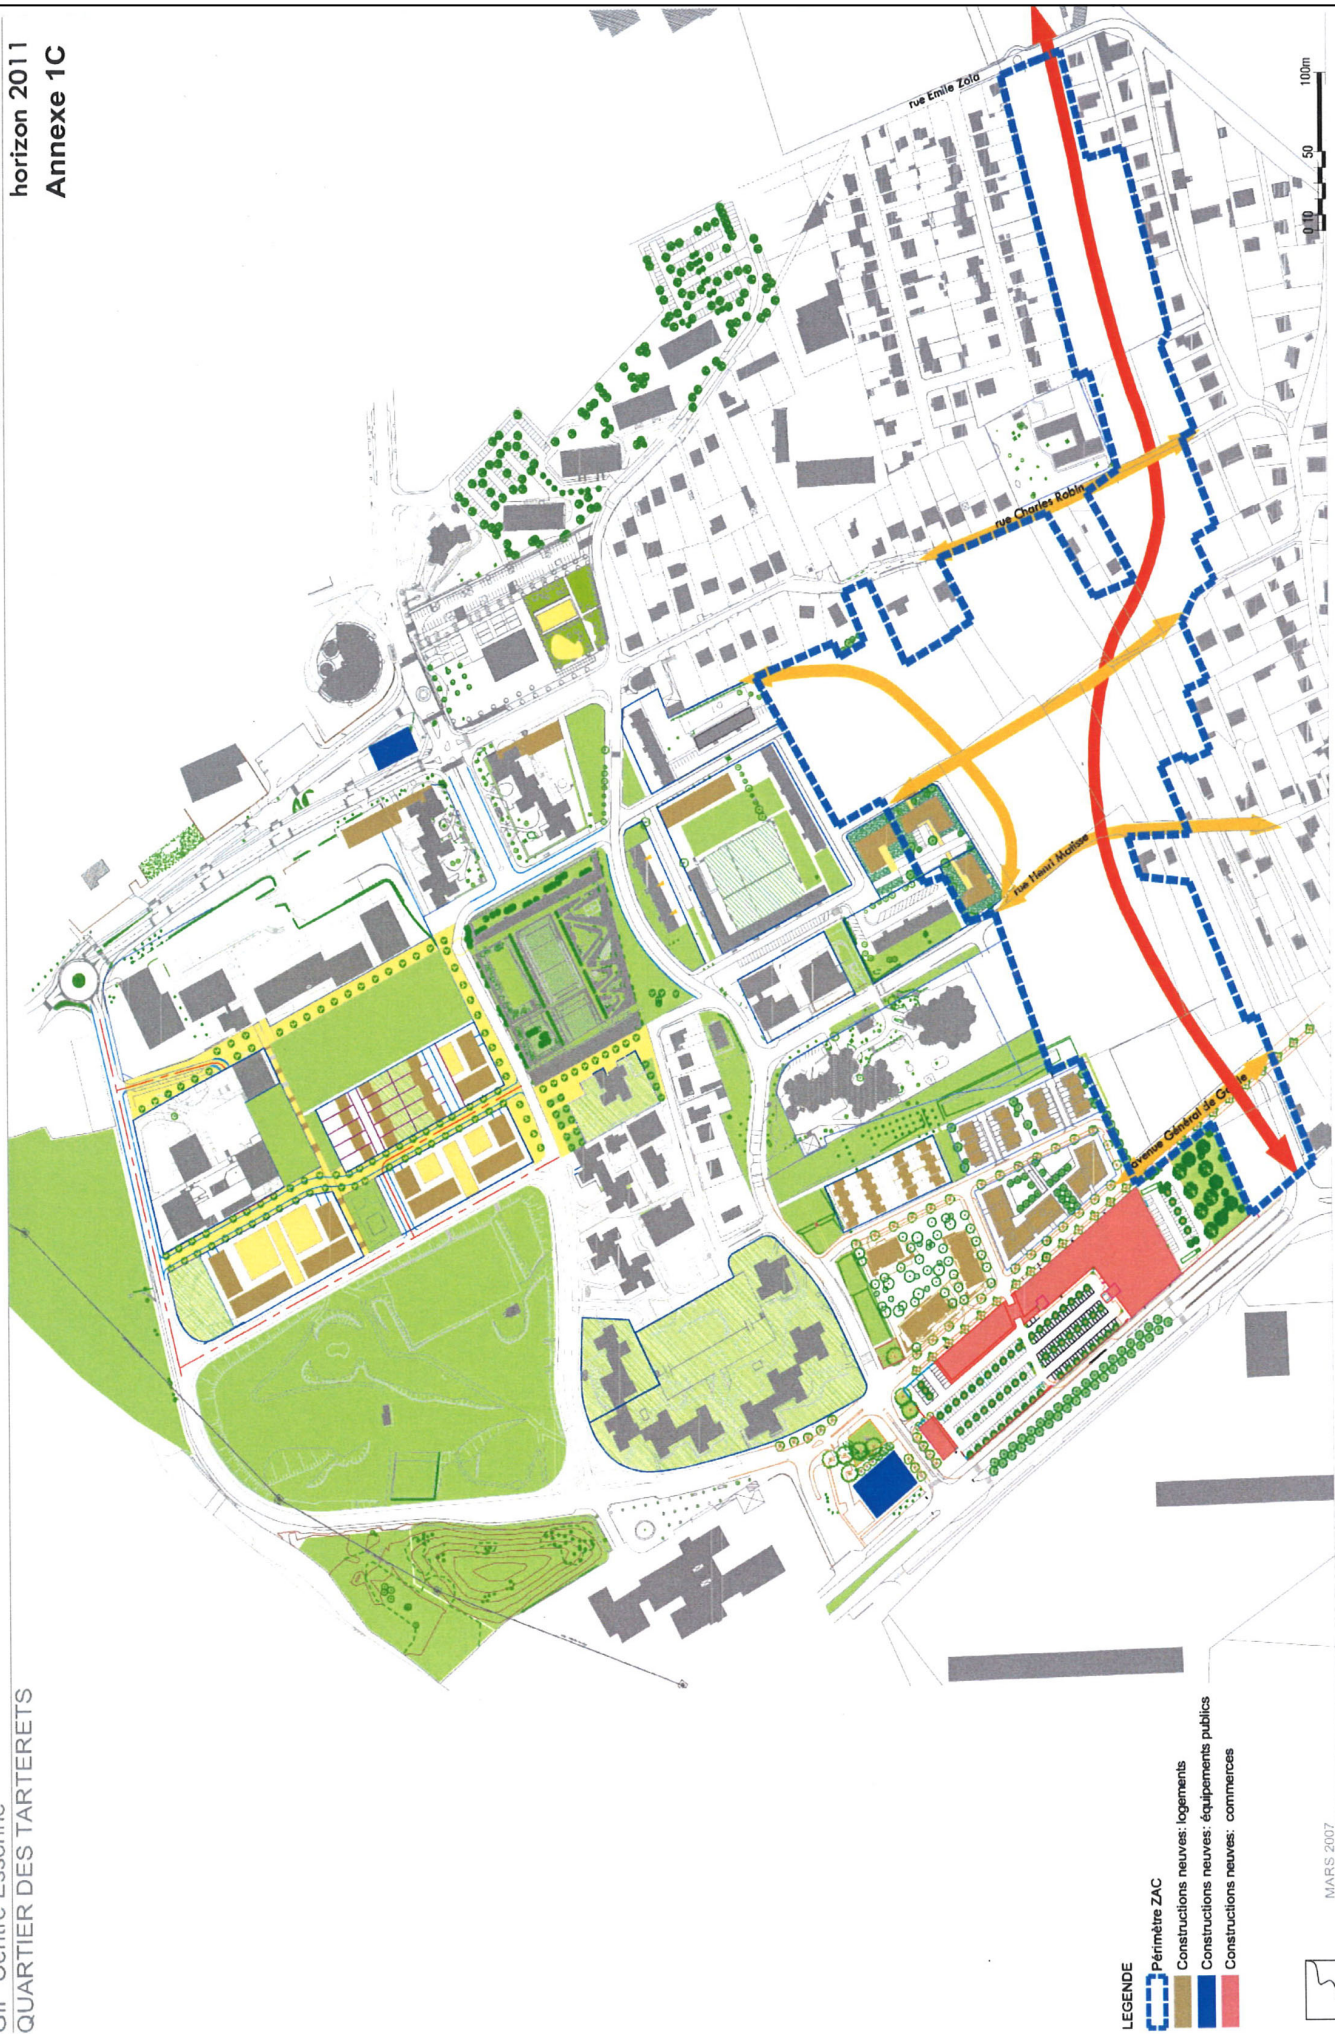 Centre Essonne
QUARTIER DES TARTERETS
horizon 2011
Annexe 1C
rue Emile Zola
rue Charles Robin
rue Henri Matisse
avenue Général de Gaulle
0 10 50 100m
LEGENDE
Périmètre ZAC
Constructions neuves: logements
Constructions neuves: équipements publics
Constructions neuves: commerces
MARS 2007